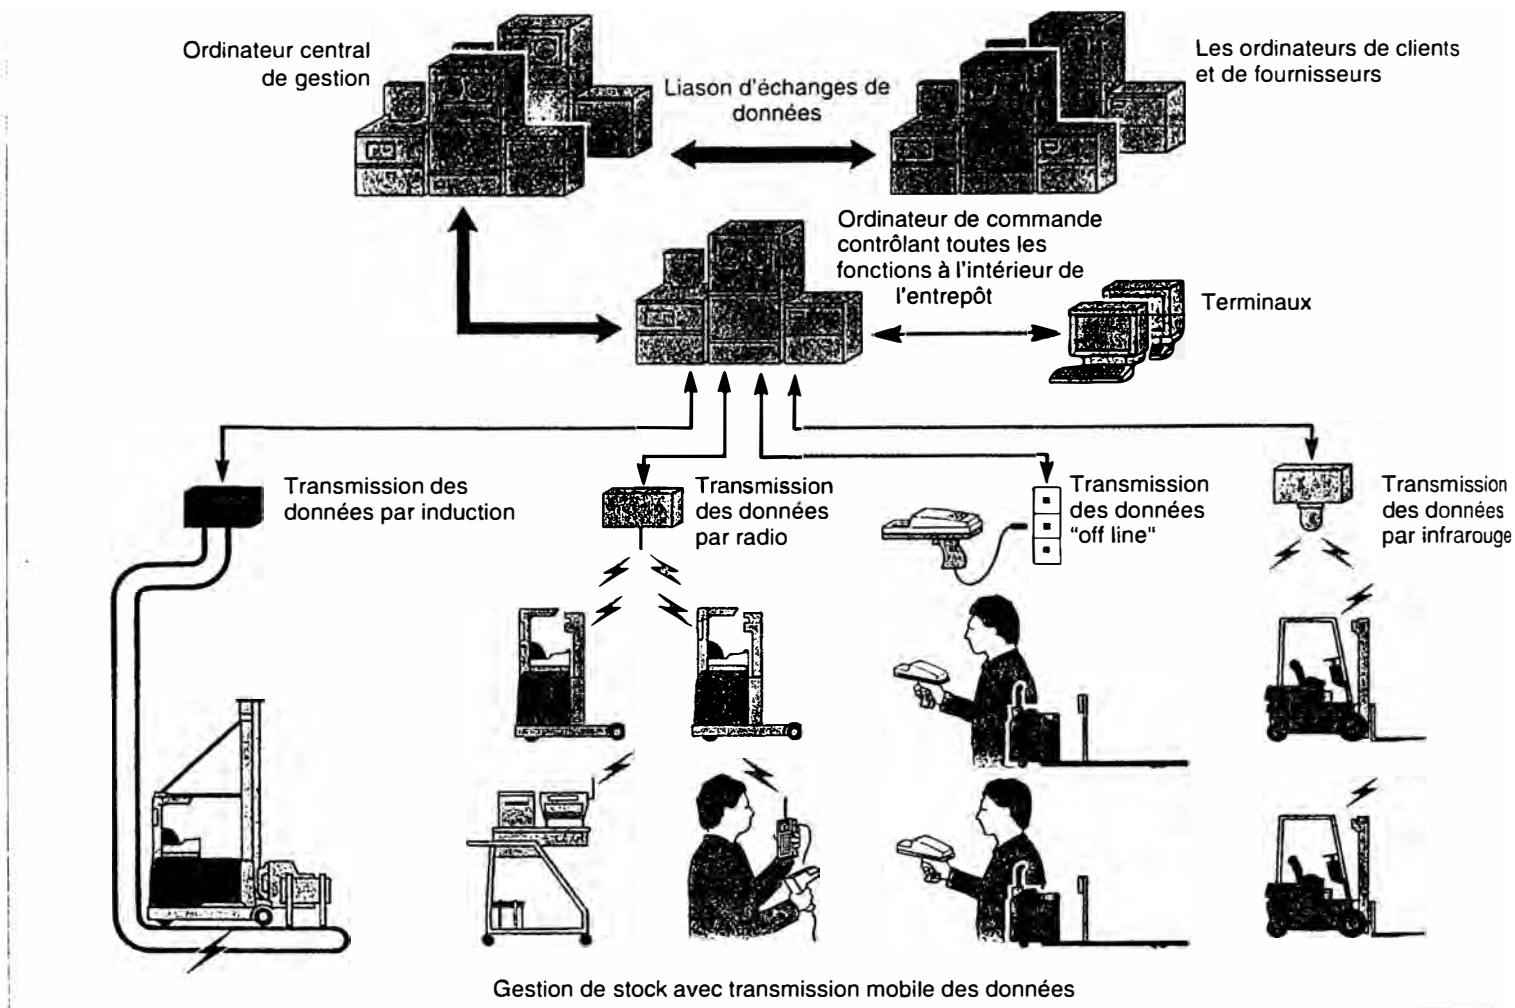 Ordinateur central
de gestion
Liason d'échanges de
données
Les ordinateurs de clients
et de fournisseurs
Ordinateur de commande
contrôlant toutes les
fonctions à l'intérieur de
l'entrepôt
Terminaux
Transmission des
données par induction
Transmission
des données
par radio
Transmission
des données
"off line"
Transmission
des données
par infrarouge
Gestion de stock avec transmission mobile des données